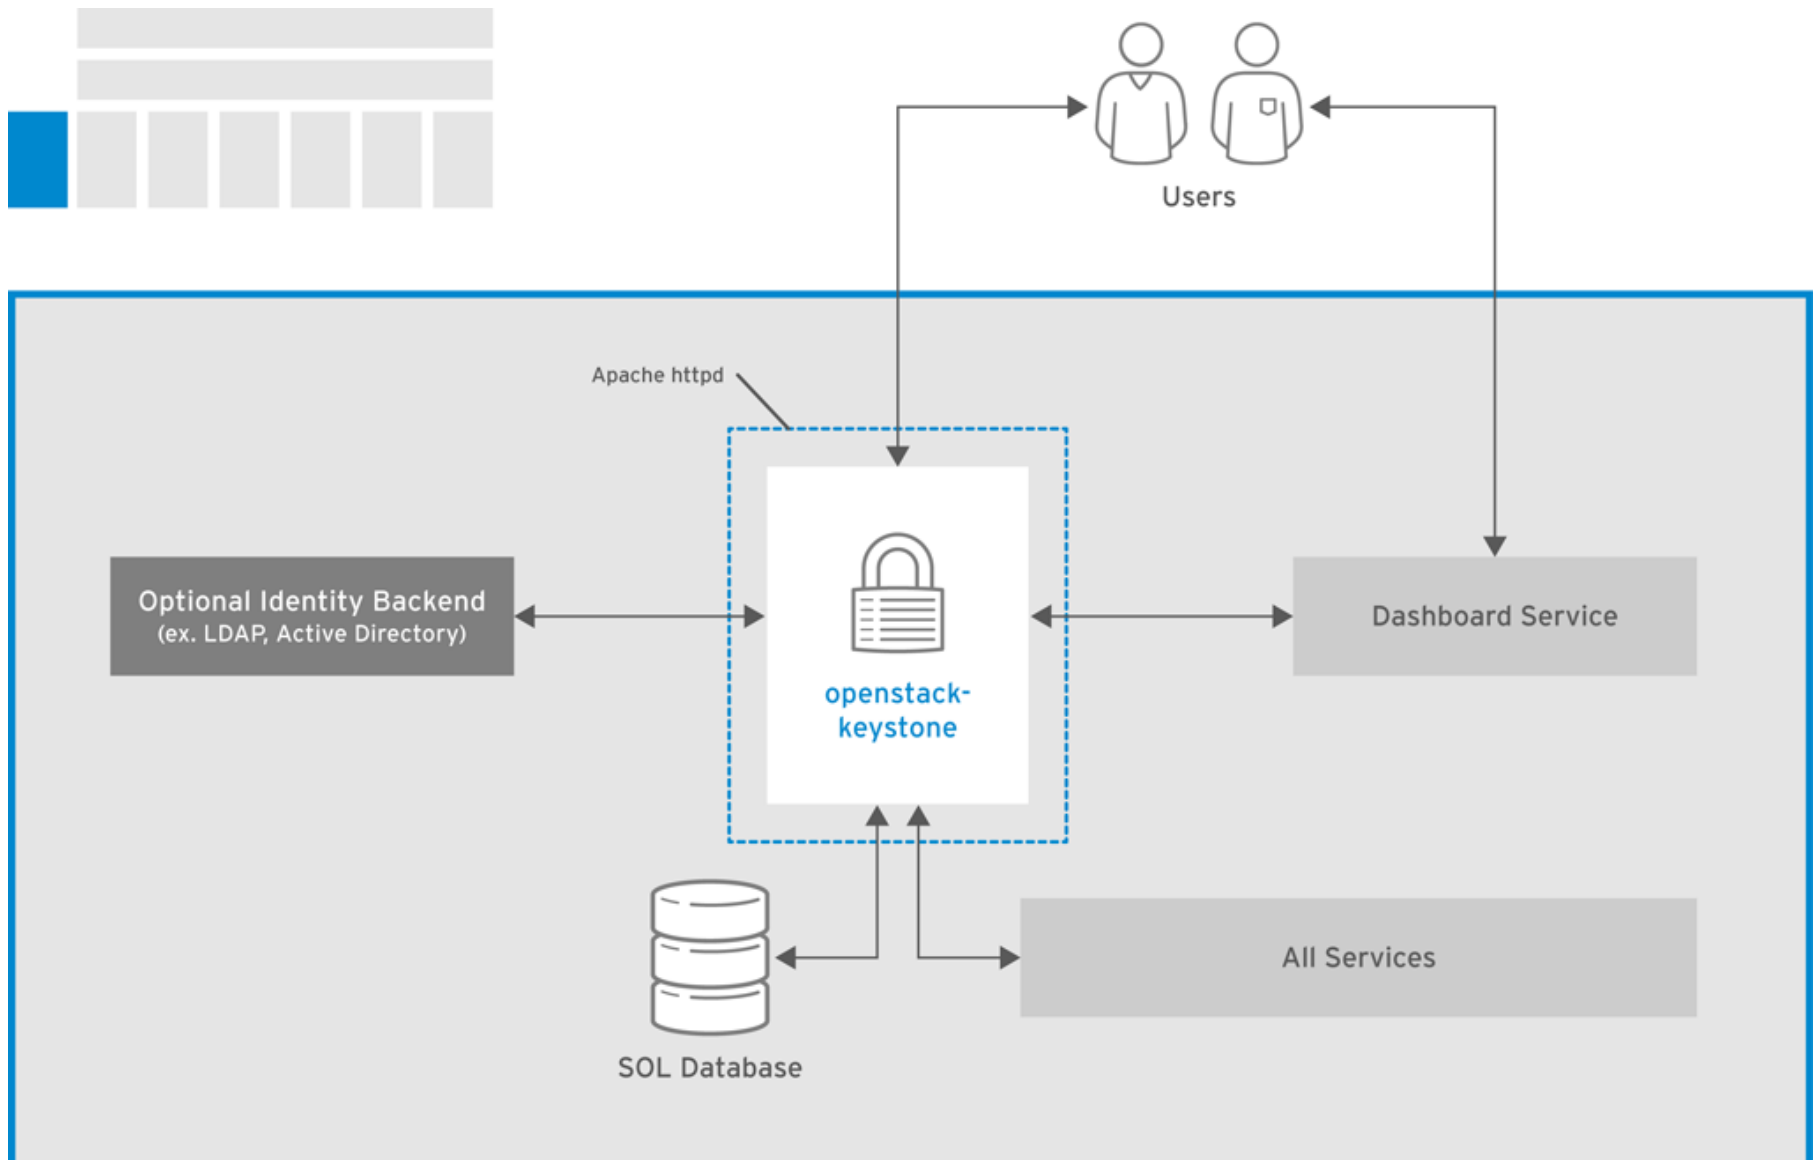 Users
Apache httpd
Optional Identity Backend
(ex. LDAP, Active Directory)
openstack-
keystone
Dashboard Service
All Services
SOL Database